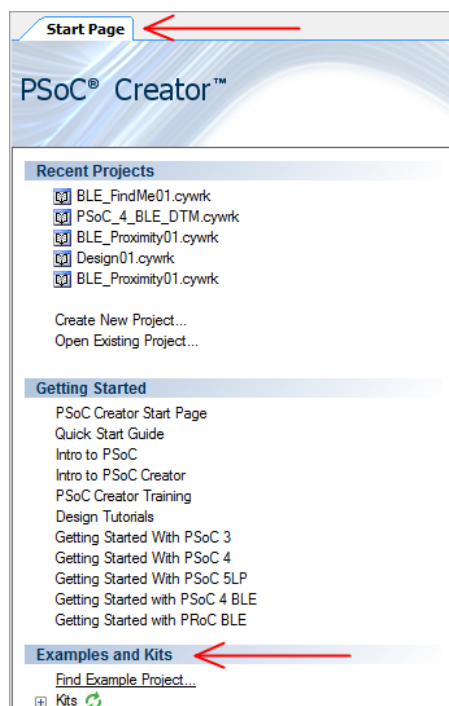 Start Page
PSoC® Creator™
Recent Projects
BLE_FindMe01.cywrk
PSoC_4_BLE_DTM.cywrk
BLE_Proximity01.cywrk
Design01.cywrk
BLE_Proximity01.cywrk
Create New Project...
Open Existing Project...
Getting Started
PSoC Creator Start Page
Quick Start Guide
Intro to PSoC
Intro to PSoC Creator
PSoC Creator Training
Design Tutorials
Getting Started With PSoC 3
Getting Started With PSoC 4
Getting Started With PSoC 5LP
Getting Started with PSoC 4 BLE
Getting Started with PRoC BLE
Examples and Kits
Find Example Project...
Kits